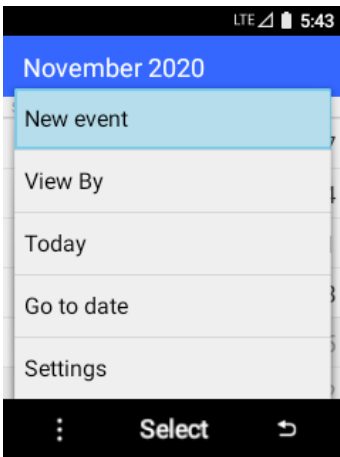 LTE 5:43
November 2020
New event
View By
Today
Go to date
Settings
Select